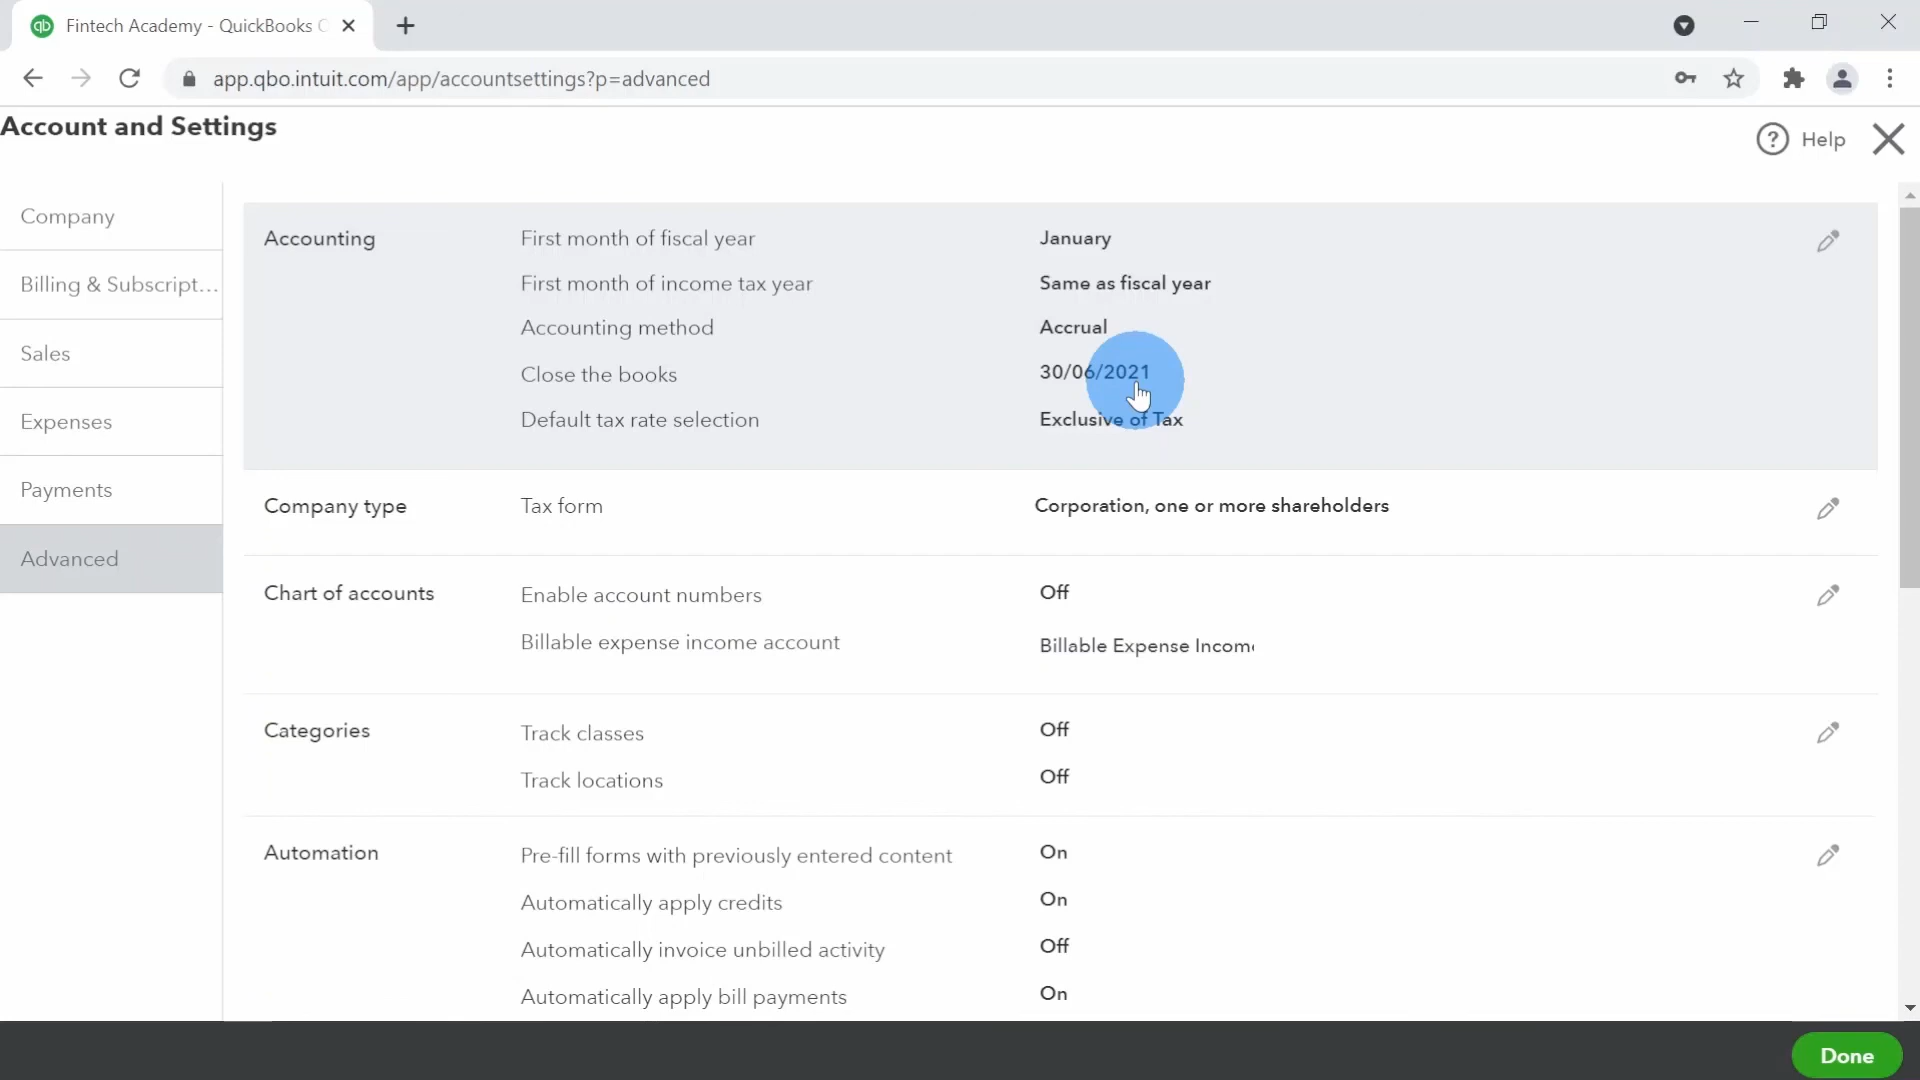 Fintech Academy - QuickBooks
app.qbo.intuit.com/app/accountsettings?p=advanced
Account and Settings
Help
Company
Billing & Subscript...
Sales
Expenses
Payments
Advanced
Accounting
First month of fiscal year January
First month of income tax year Same as fiscal year
Accounting method Accrual
Close the books 30/06/2021
Default tax rate selection Exclusive of Tax
Company type Tax form Corporation, one or more shareholders
Chart of accounts Enable account numbers Off
Billable expense income account Billable Expense Incom
Categories Track classes Off
Track locations Off
Automation Pre-fill forms with previously entered content On
Automatically apply credits On
Automatically invoice unbilled activity Off
Automatically apply bill payments On
Done